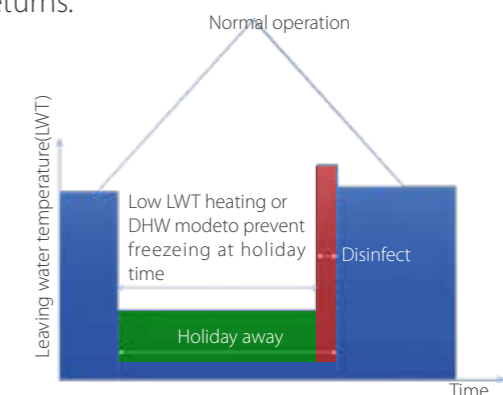 eturns.
Normal operation
Leaving water temperature(LWT)
Low LWT heating or
DHW modeto prevent
freezeing at holiday
time
Disinfect
Holiday away
Time